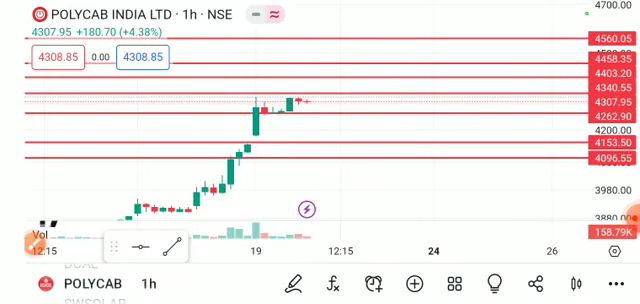 POLYCAB INDIA LTD · 1h · NSE
4307.95 +180.70 (+4.38%)
4308.85 0.00 4308.85
4700.00
4560.05
4458.35
4403.20
4340.55
4307.95
4262.90
4200.00
4153.50
4096.55
3980.00
3880.00
158.79K
Vol
12:15 19 12:15 24 26
POLYCAB 1h
SWSOLAR